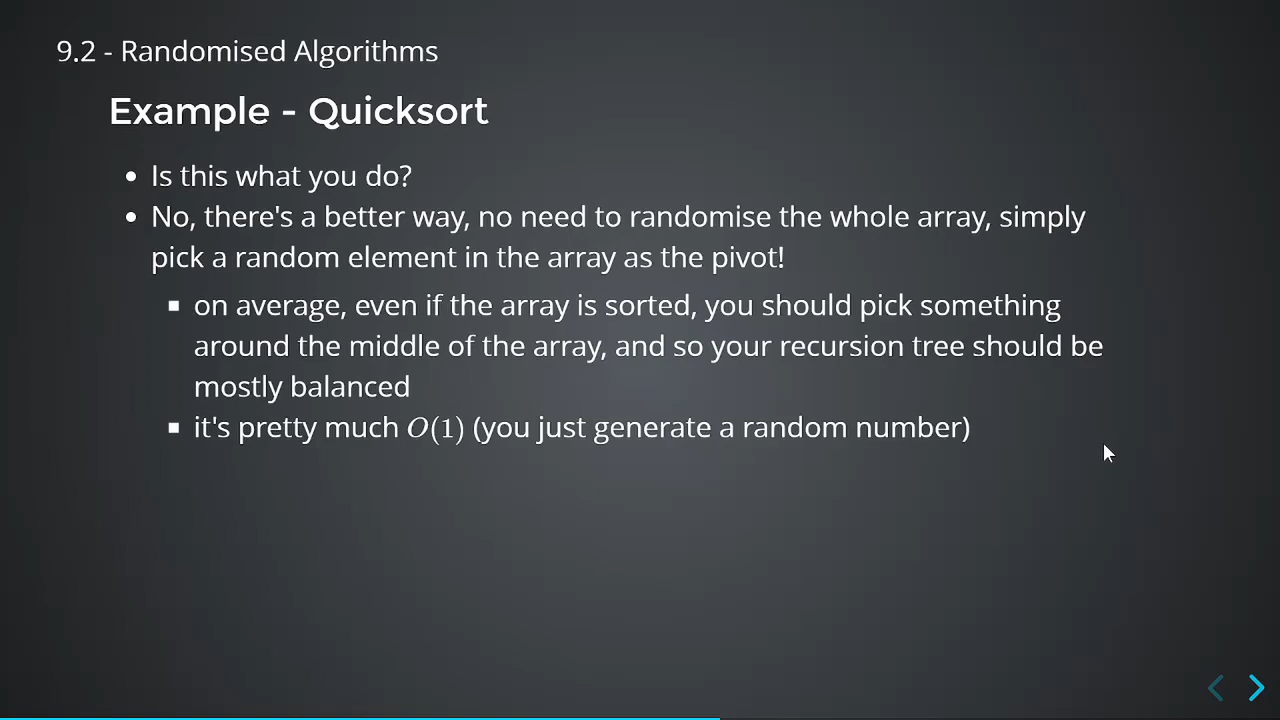 9.2 - Randomised Algorithms
Example - Quicksort
• Is this what you do?
• No, there's a better way, no need to randomise the whole array, simply
pick a random element in the array as the pivot!
▪ on average, even if the array is sorted, you should pick something
around the middle of the array, and so your recursion tree should be
mostly balanced
▪ it's pretty much O(1) (you just generate a random number)